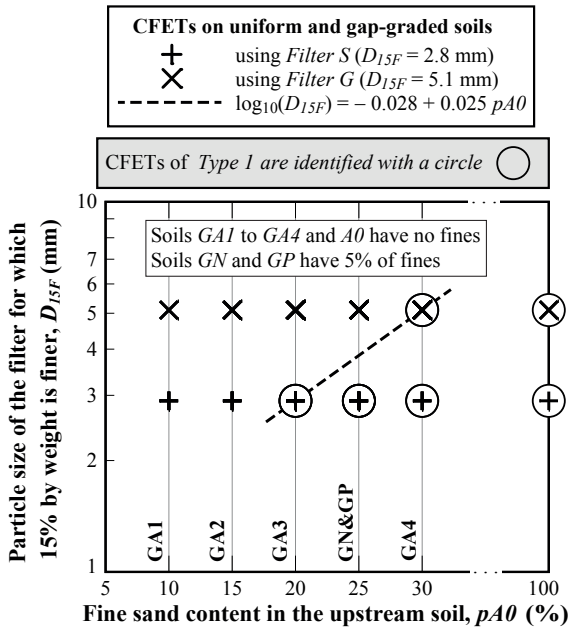 CFETs on uniform and gap-graded soils
using Filter S (D15F = 2.8 mm)
using Filter G (D15F = 5.1 mm)
log10(D15F) = – 0.028 + 0.025 pA0
CFETs of Type 1 are identified with a circle
Particle size of the filter for which
15% by weight is finer, D15F (mm)
10
7
5
4
3
2
1
Soils GA1 to GA4 and A0 have no fines
Soils GN and GP have 5% of fines
GA1
GA2
GA3
GN&GP
GA4
5 10 15 20 25 30 100
Fine sand content in the upstream soil, pA0 (%)